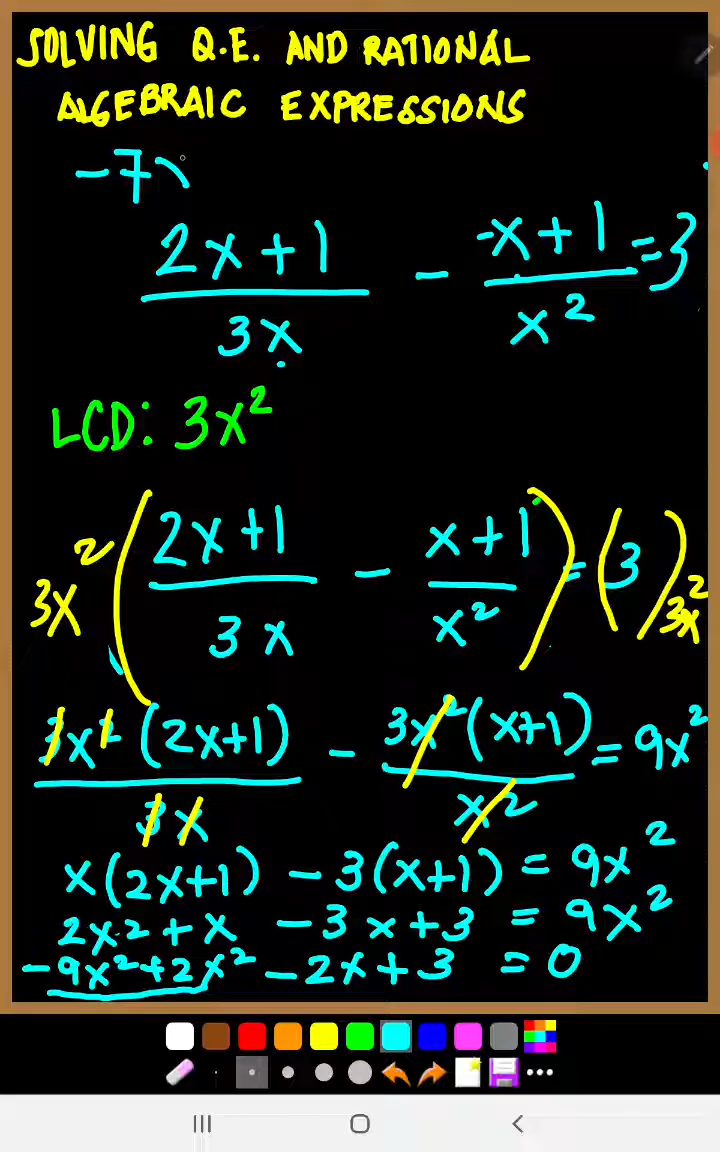 SOLVING Q.E. AND RATIONAL
ALGEBRAIC EXPRESSIONS
-7
2x+1 / 3x - -x+1 / x² = 3
LCD: 3x²
3x² ( 2x+1 / 3x - x+1 / x² ) = (3) 3x²
3x²(2x+1) / 3x - 3x²(x+1) / x² = 9x²
x(2x+1) - 3(x+1) = 9x²
2x² + x - 3x + 3 = 9x²
-9x² + 2x² - 2x + 3 = 0